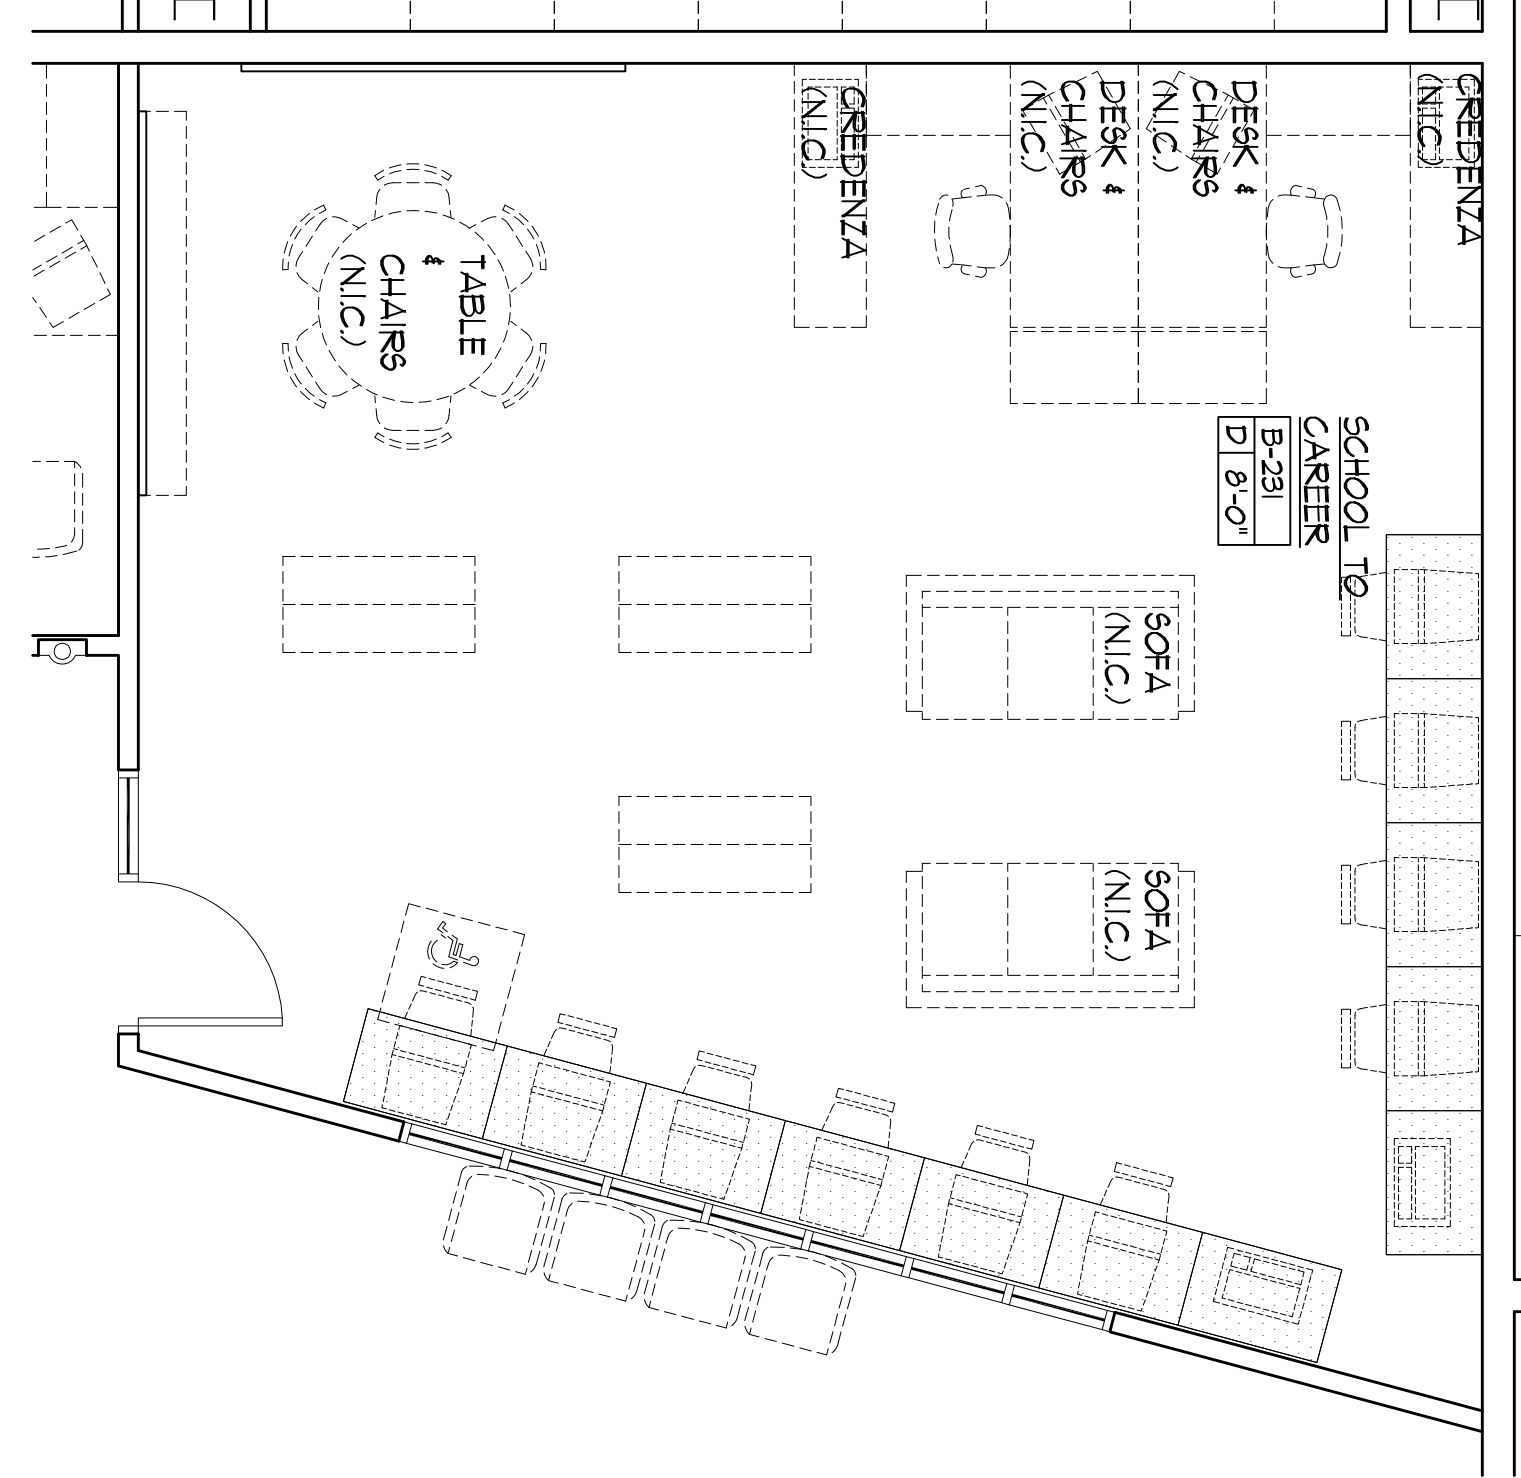 CREDENZA
(N.I.C.)
DESK &
CHAIRS
(N.I.C.)
DESK &
CHAIRS
(N.I.C.)
CREDENZA
(N.I.C.)
TABLE
&
CHAIRS
(N.I.C.)
SCHOOL TO
CAREER
B-231
D 8'-0"
SOFA
(N.I.C.)
SOFA
(N.I.C.)